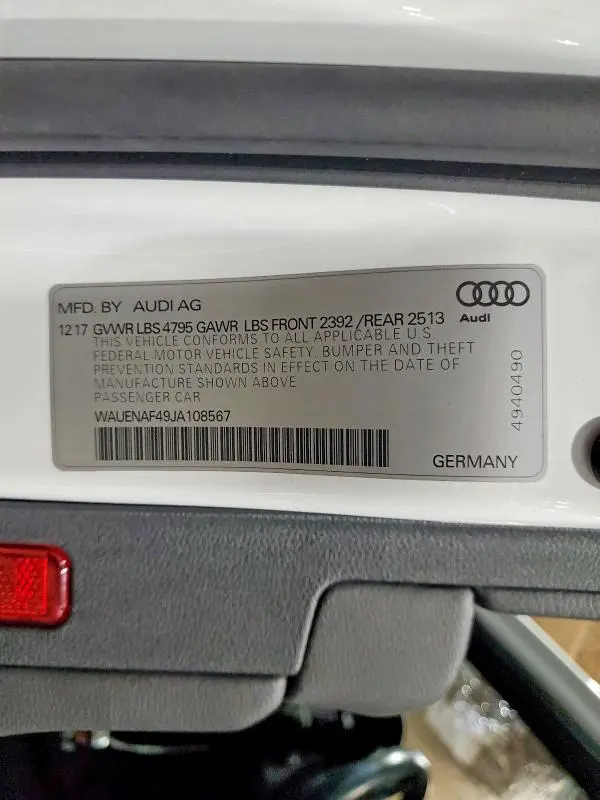 MFD. BY AUDI AG
12 17 GVWR LBS 4795 GAWR LBS FRONT 2392 /REAR 2513
Audi
THIS VEHICLE CONFORMS TO ALL APPLICABLE U.S.
FEDERAL MOTOR VEHICLE SAFETY, BUMPER AND THEFT
PREVENTION STANDARDS IN EFFECT ON THE DATE OF
MANUFACTURE SHOWN ABOVE
PASSENGER CAR
WAUENAF49JA108567
4940490
GERMANY